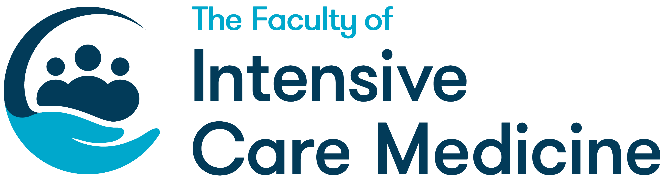 The Faculty of
Intensive
Care Medicine